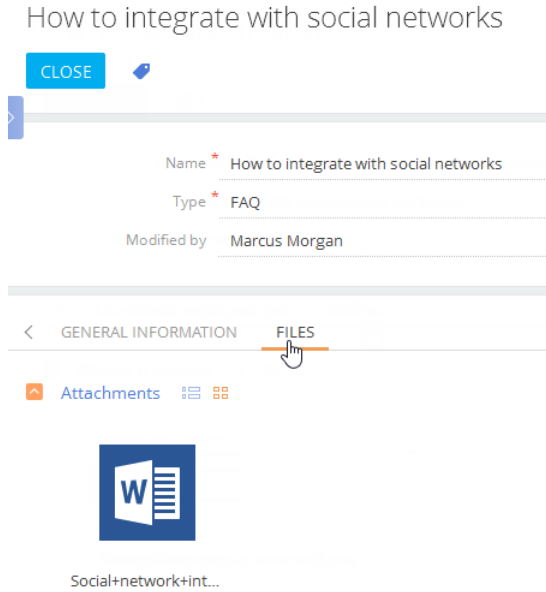 How to integrate with social networks
CLOSE
Name * How to integrate with social networks
Type * FAQ
Modified by Marcus Morgan
GENERAL INFORMATION FILES
Attachments
W
Social+network+int...